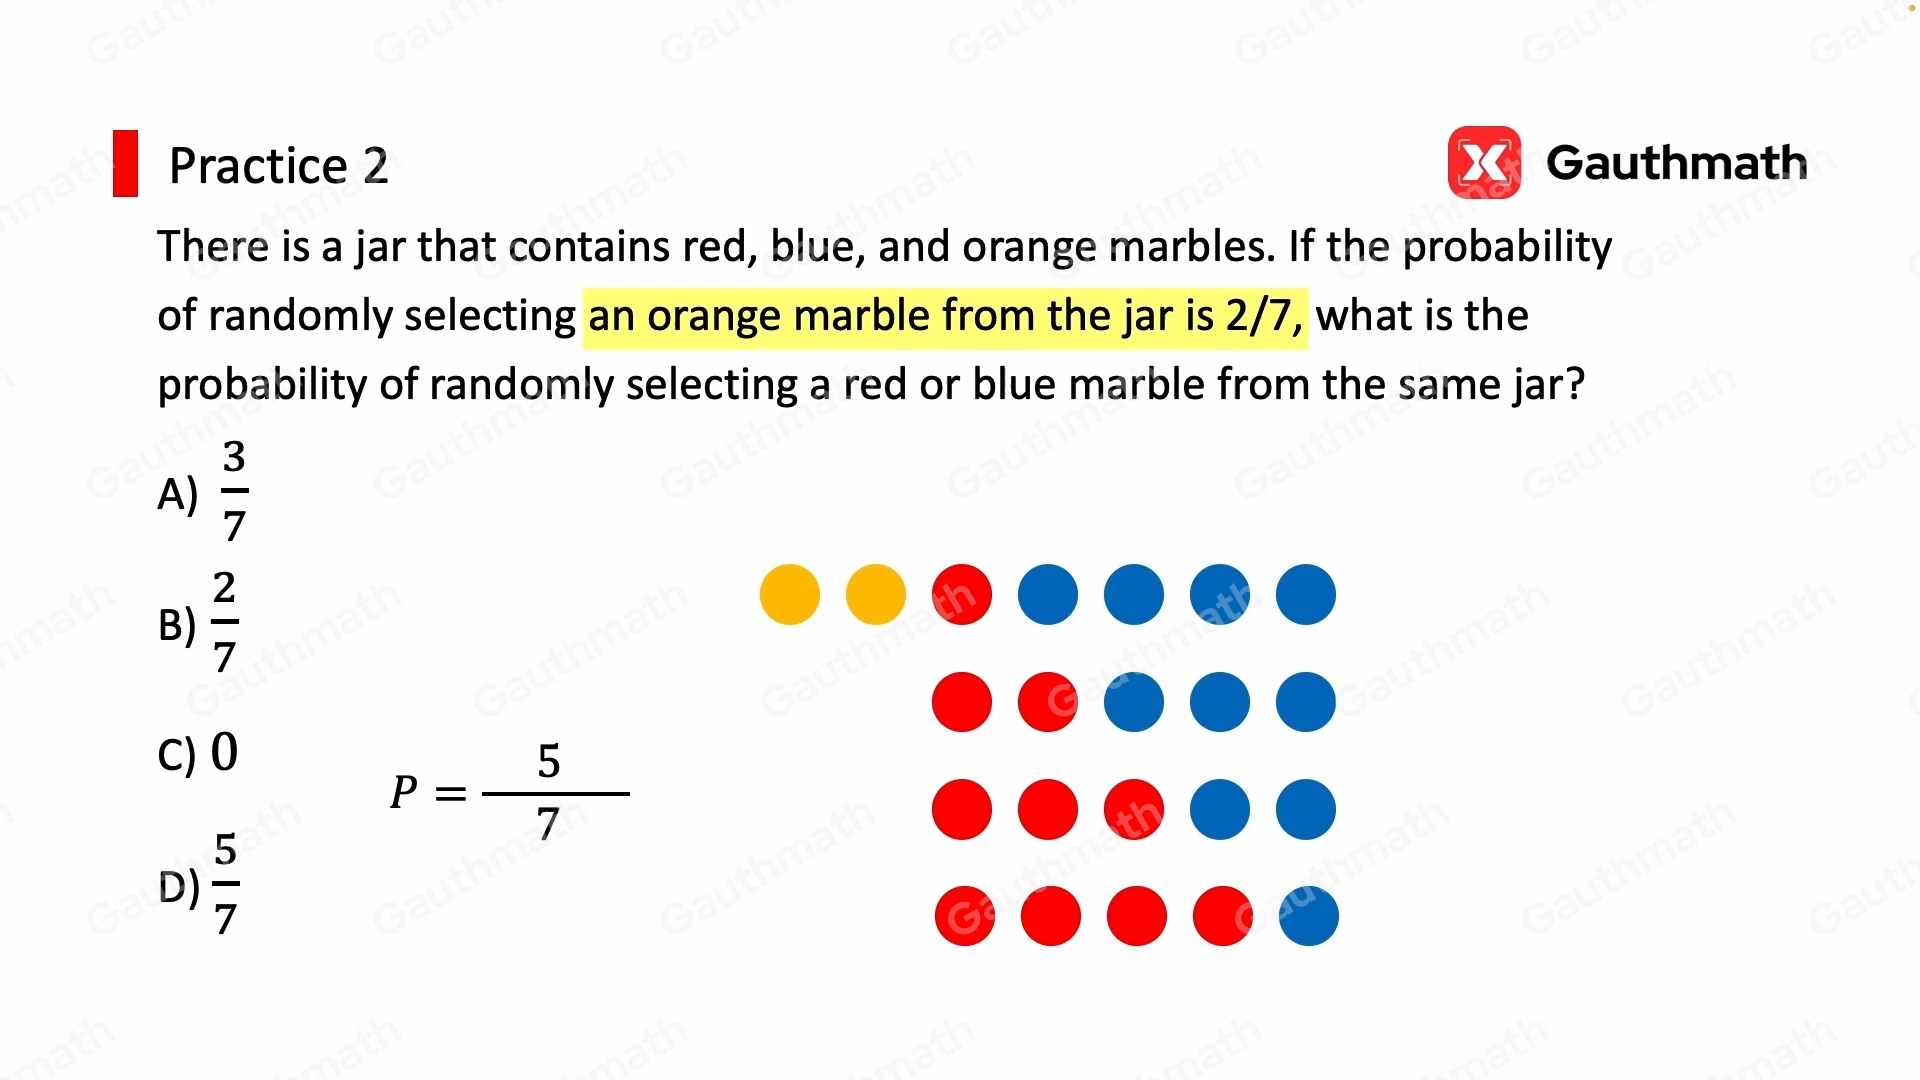 Practice 2
Gauthmath
There is a jar that contains red, blue, and orange marbles. If the probability
of randomly selecting an orange marble from the jar is 2/7, what is the
probability of randomly selecting a red or blue marble from the same jar?
A) 3/7
B) 2/7
C) 0
P = 5/7
D) 5/7